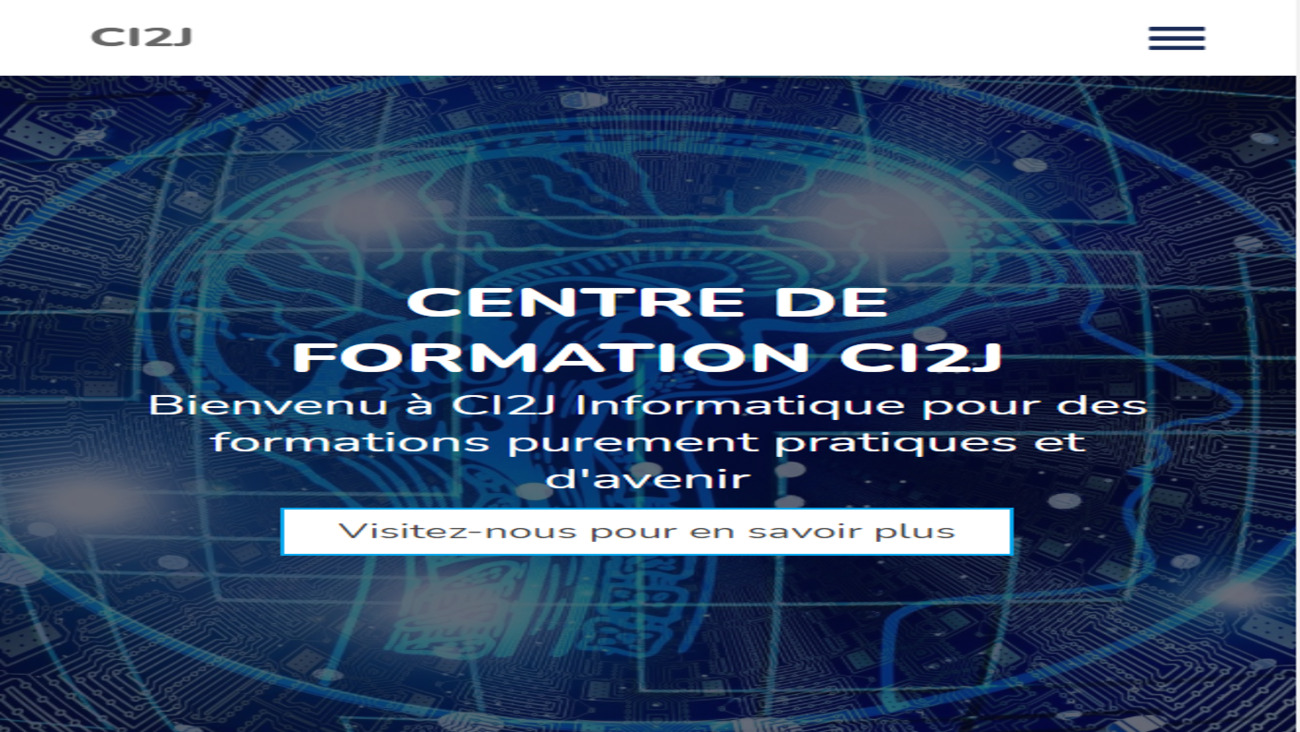 CI2J
CENTRE DE
FORMATION CI2J
Bienvenu à CI2J Informatique pour des
formations purement pratiques et
d'avenir
Visitez-nous pour en savoir plus